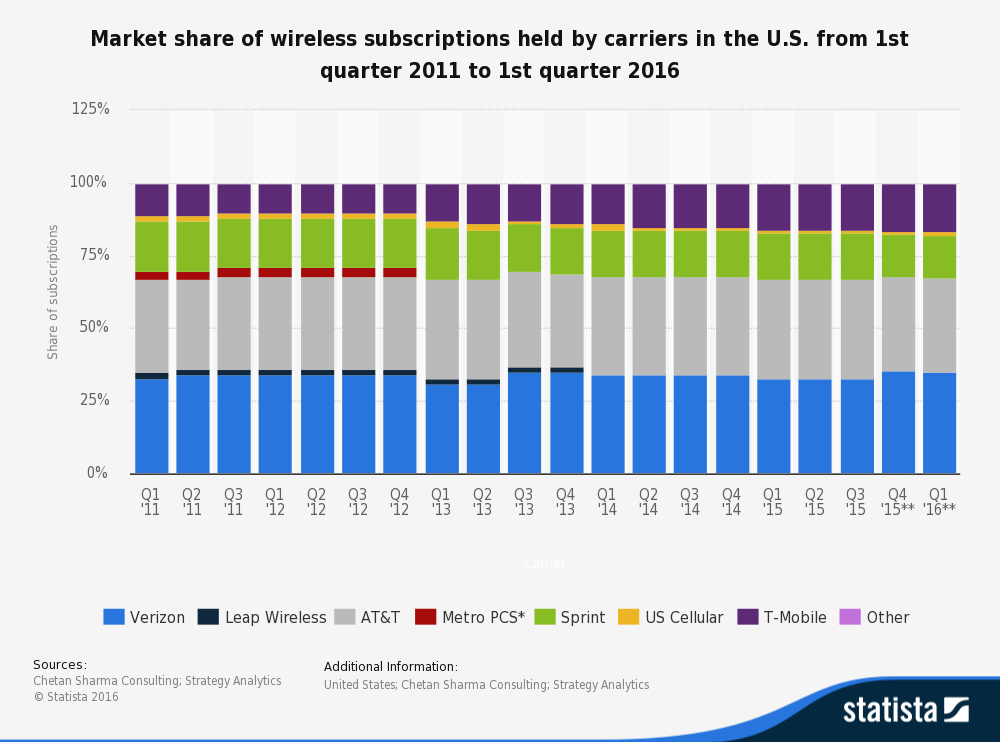 Market share of wireless subscriptions held by carriers in the U.S. from 1st
quarter 2011 to 1st quarter 2016
125%
100%
75%
50%
25%
0%
Share of subscriptions
Q1 Q2 Q3 Q1 Q2 Q3 Q4 Q1 Q2 Q3 Q4 Q1 Q2 Q3 Q4 Q1 Q2 Q3 Q4 Q1
'11 '11 '11 '12 '12 '12 '12 '13 '13 '13 '13 '14 '14 '14 '14 '15 '15 '15 '15** '16**
Carrier
Verizon Leap Wireless AT&T Metro PCS* Sprint US Cellular T-Mobile Other
Sources:
Chetan Sharma Consulting; Strategy Analytics
© Statista 2016
Additional Information:
United States; Chetan Sharma Consulting; Strategy Analytics
statista